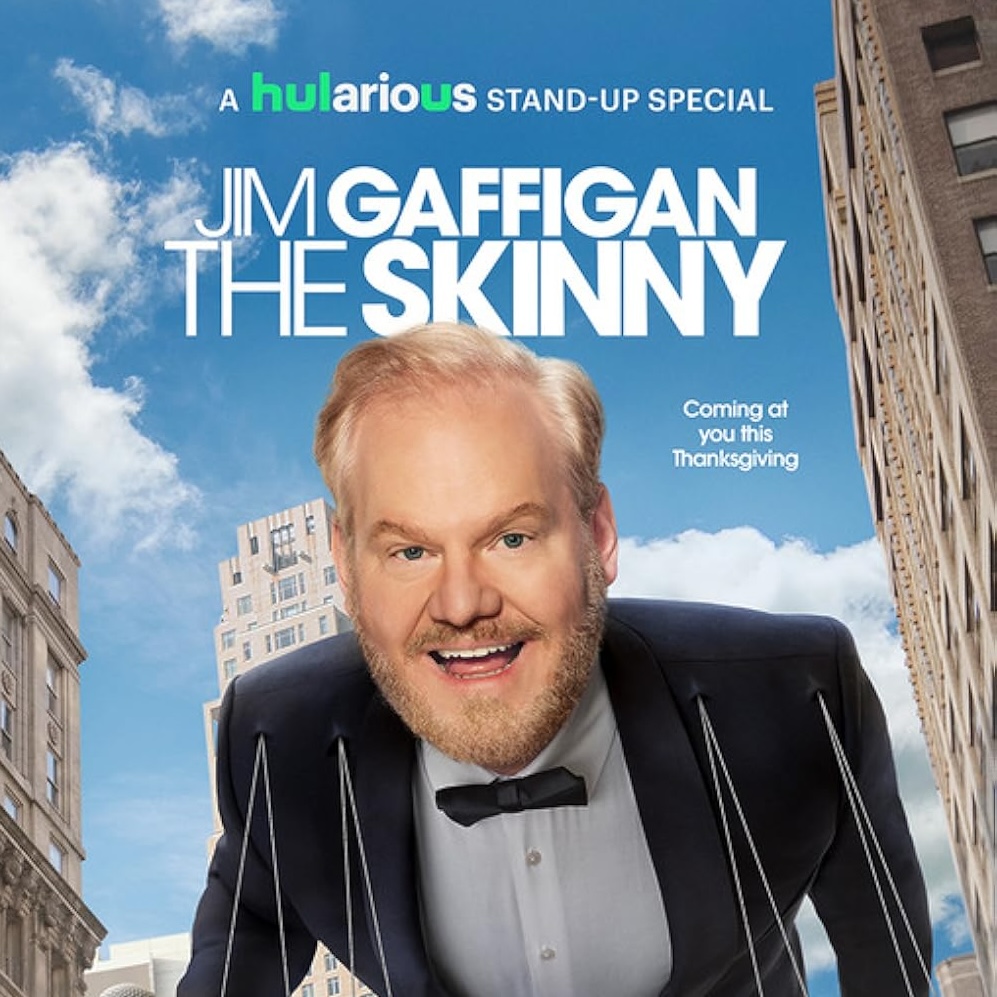 A hularious STAND-UP SPECIAL
JIM GAFFIGAN
THE SKINNY
Coming at
you this
Thanksgiving